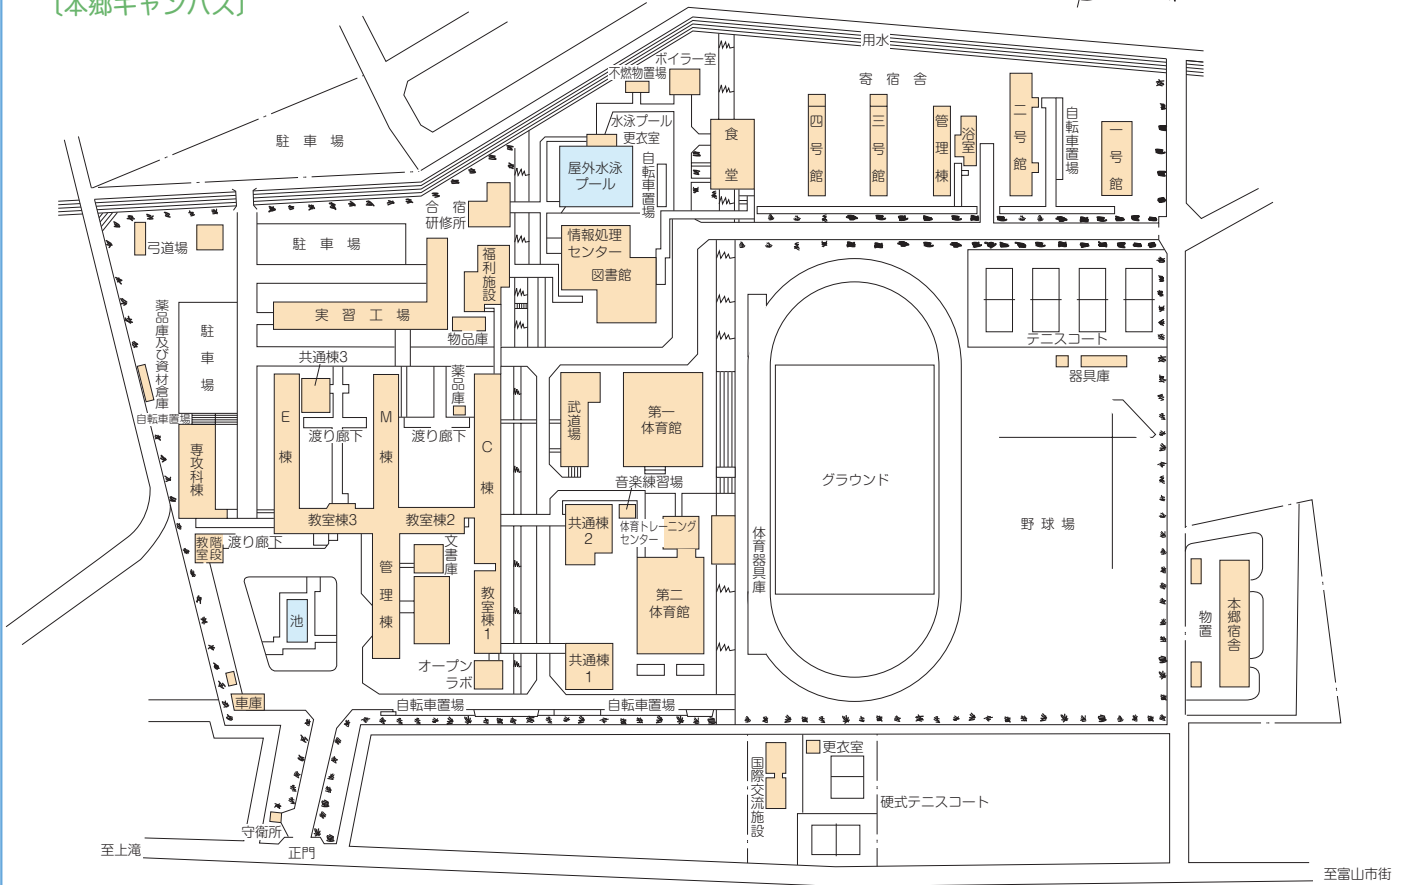 〔本郷キャンパス〕
用水
ボイラー室
不燃物置場
寄宿舎
駐車場
水泳プール
更衣室
食堂
四号館
三号館
管理棟
浴室
二号館
自転車置場
一号館
屋外水泳
プール
自転車置場
合宿
研修所
弓道場
駐車場
福利施設
情報処理
センター
図書館
薬品庫及び資材倉庫
駐車場
実習工場
物品庫
テニスコート
器具庫
共通棟3
薬品庫
自転車置場
E棟
M棟
C棟
渡り廊下
渡り廊下
武道場
第一
体育館
専攻科棟
グラウンド
音楽練習場
教室棟3
教室棟2
共通棟
2
体育トレーニング
センター
体育器具庫
野球場
階段教室
渡り廊下
文書庫
管理棟
教室棟1
第二
体育館
池
物置
本郷宿舎
オープン
ラボ
共通棟
1
車庫
自転車置場
自転車置場
国際交流施設
更衣室
硬式テニスコート
守衛所
正門
至上滝
至富山市街